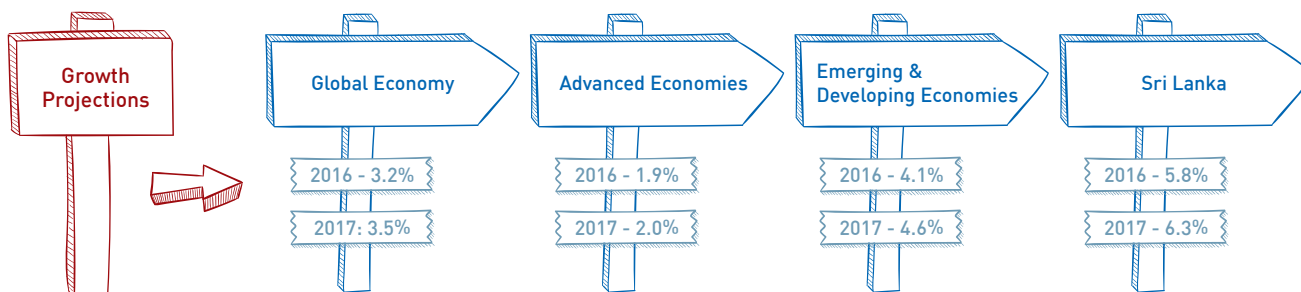 Growth
Projections
Global Economy
2016 - 3.2%
2017: 3.5%
Advanced Economies
2016 - 1.9%
2017 - 2.0%
Emerging &
Developing Economies
2016 - 4.1%
2017 - 4.6%
Sri Lanka
2016 - 5.8%
2017 - 6.3%